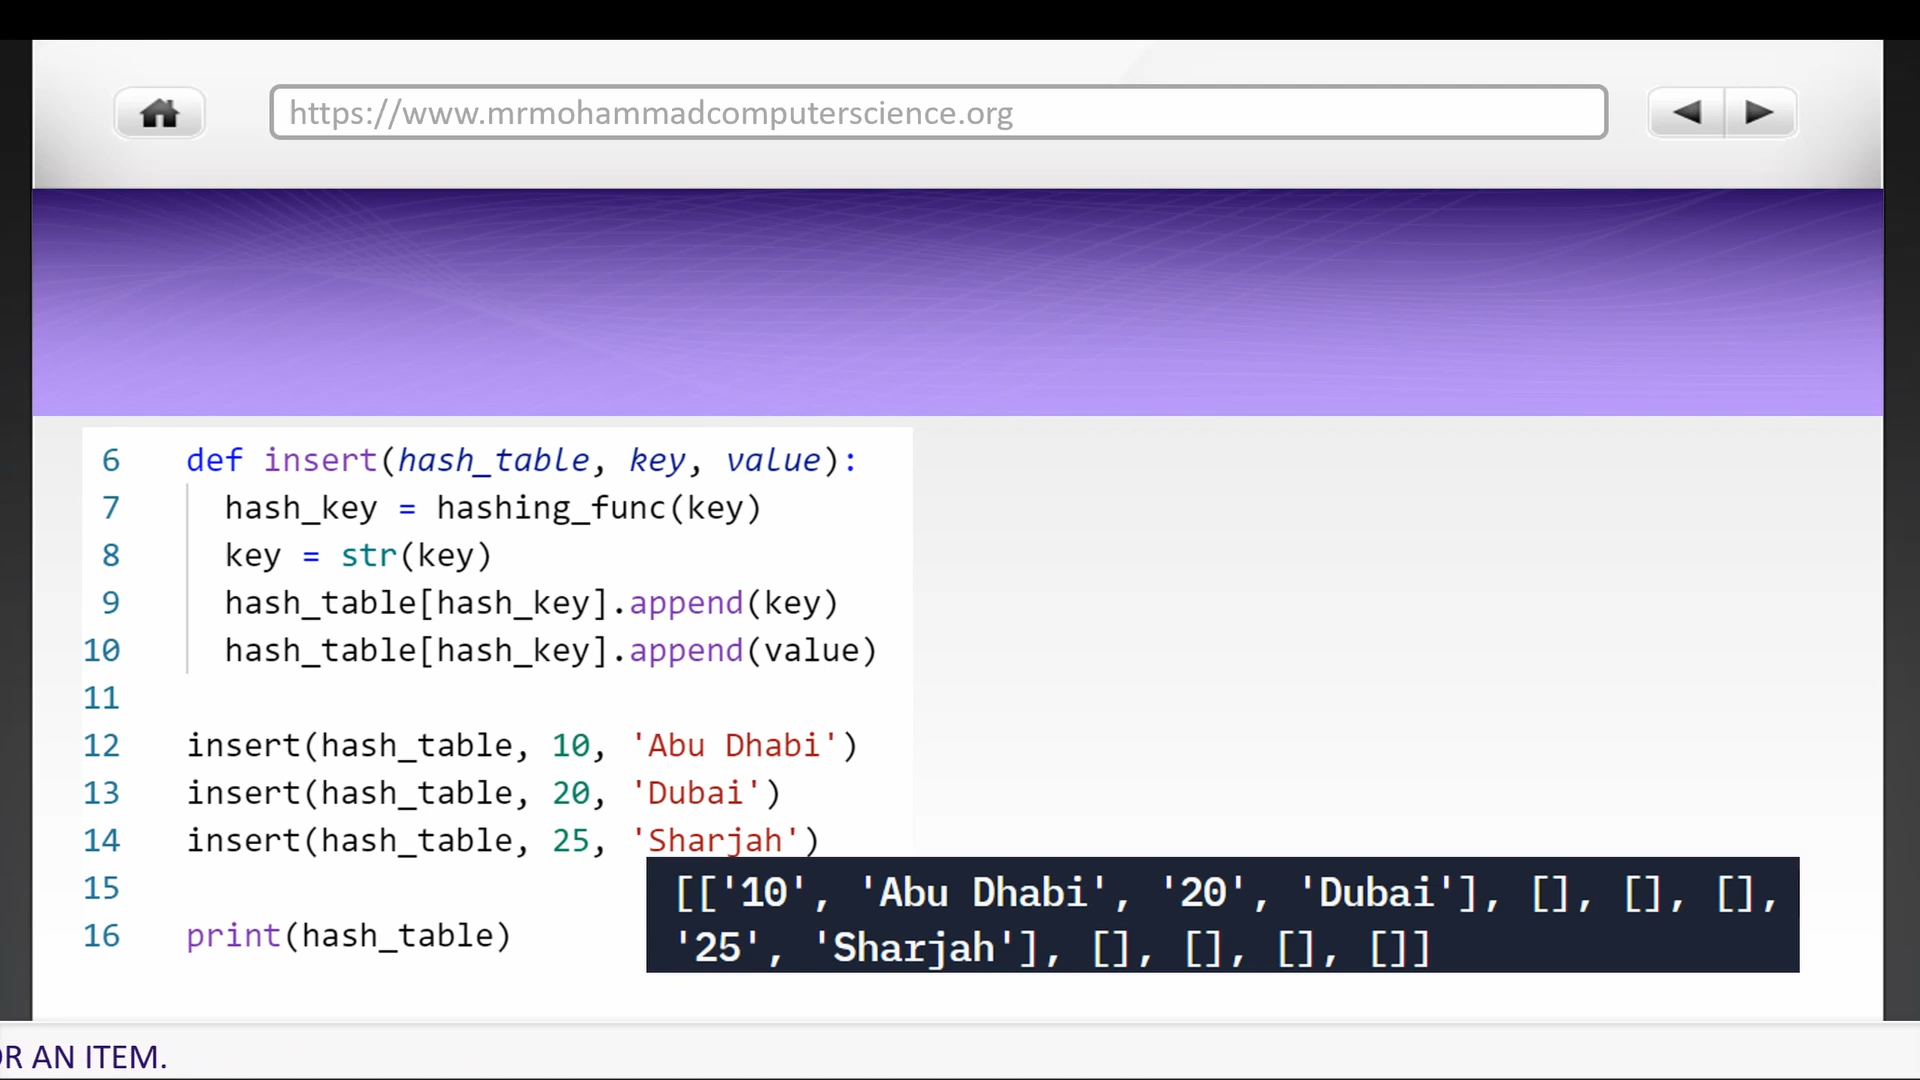 https://www.mrmohammadcomputerscience.org
6 def insert(hash_table, key, value):
7 hash_key = hashing_func(key)
8 key = str(key)
9 hash_table[hash_key].append(key)
10 hash_table[hash_key].append(value)
11
12 insert(hash_table, 10, 'Abu Dhabi')
13 insert(hash_table, 20, 'Dubai')
14 insert(hash_table, 25, 'Sharjah')
15
16 print(hash_table)
[['10', 'Abu Dhabi', '20', 'Dubai'], [], [], [],
'25', 'Sharjah'], [], [], [], []]
AN ITEM.